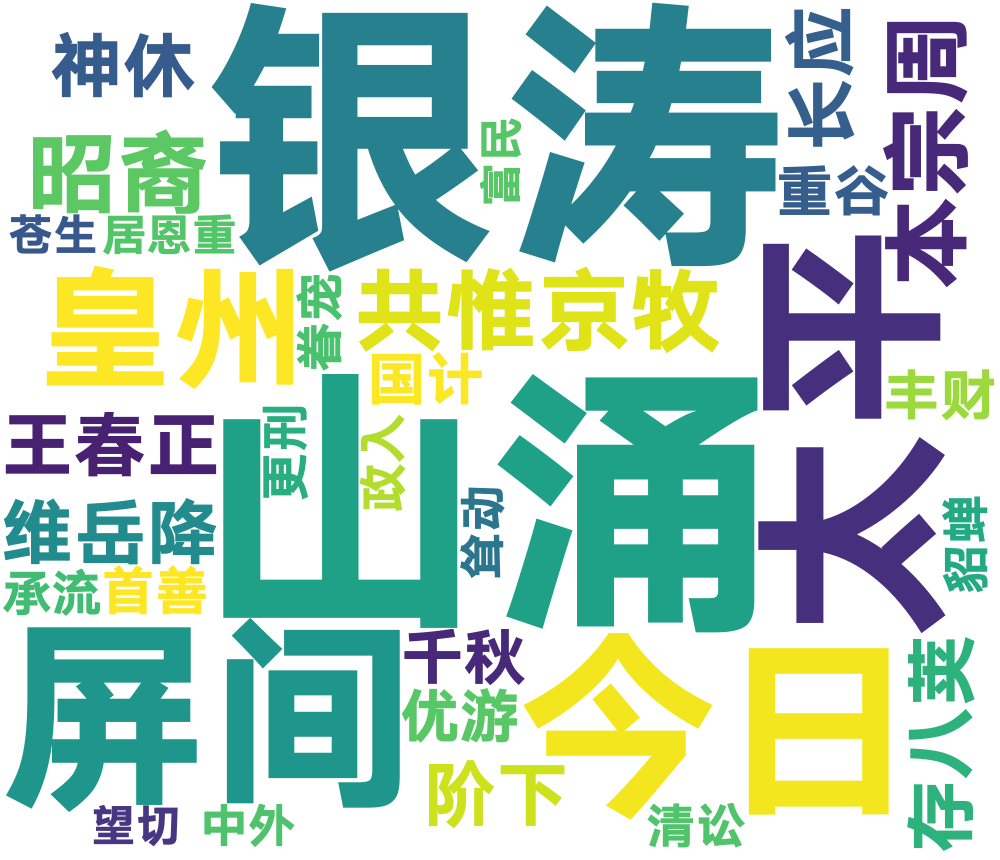 神休
银涛
长应
宗周
昭裔
富民
重谷
本
苍生
居恩重
皇州
眷宠
共惟京牧
太平
国计
丰财
王春正
更刑
政入
山涌
维岳降
耸动
貂蝉
承流
首善
屏间
千秋
今日
存八荚
优游
阶下
望切
中外
清讼